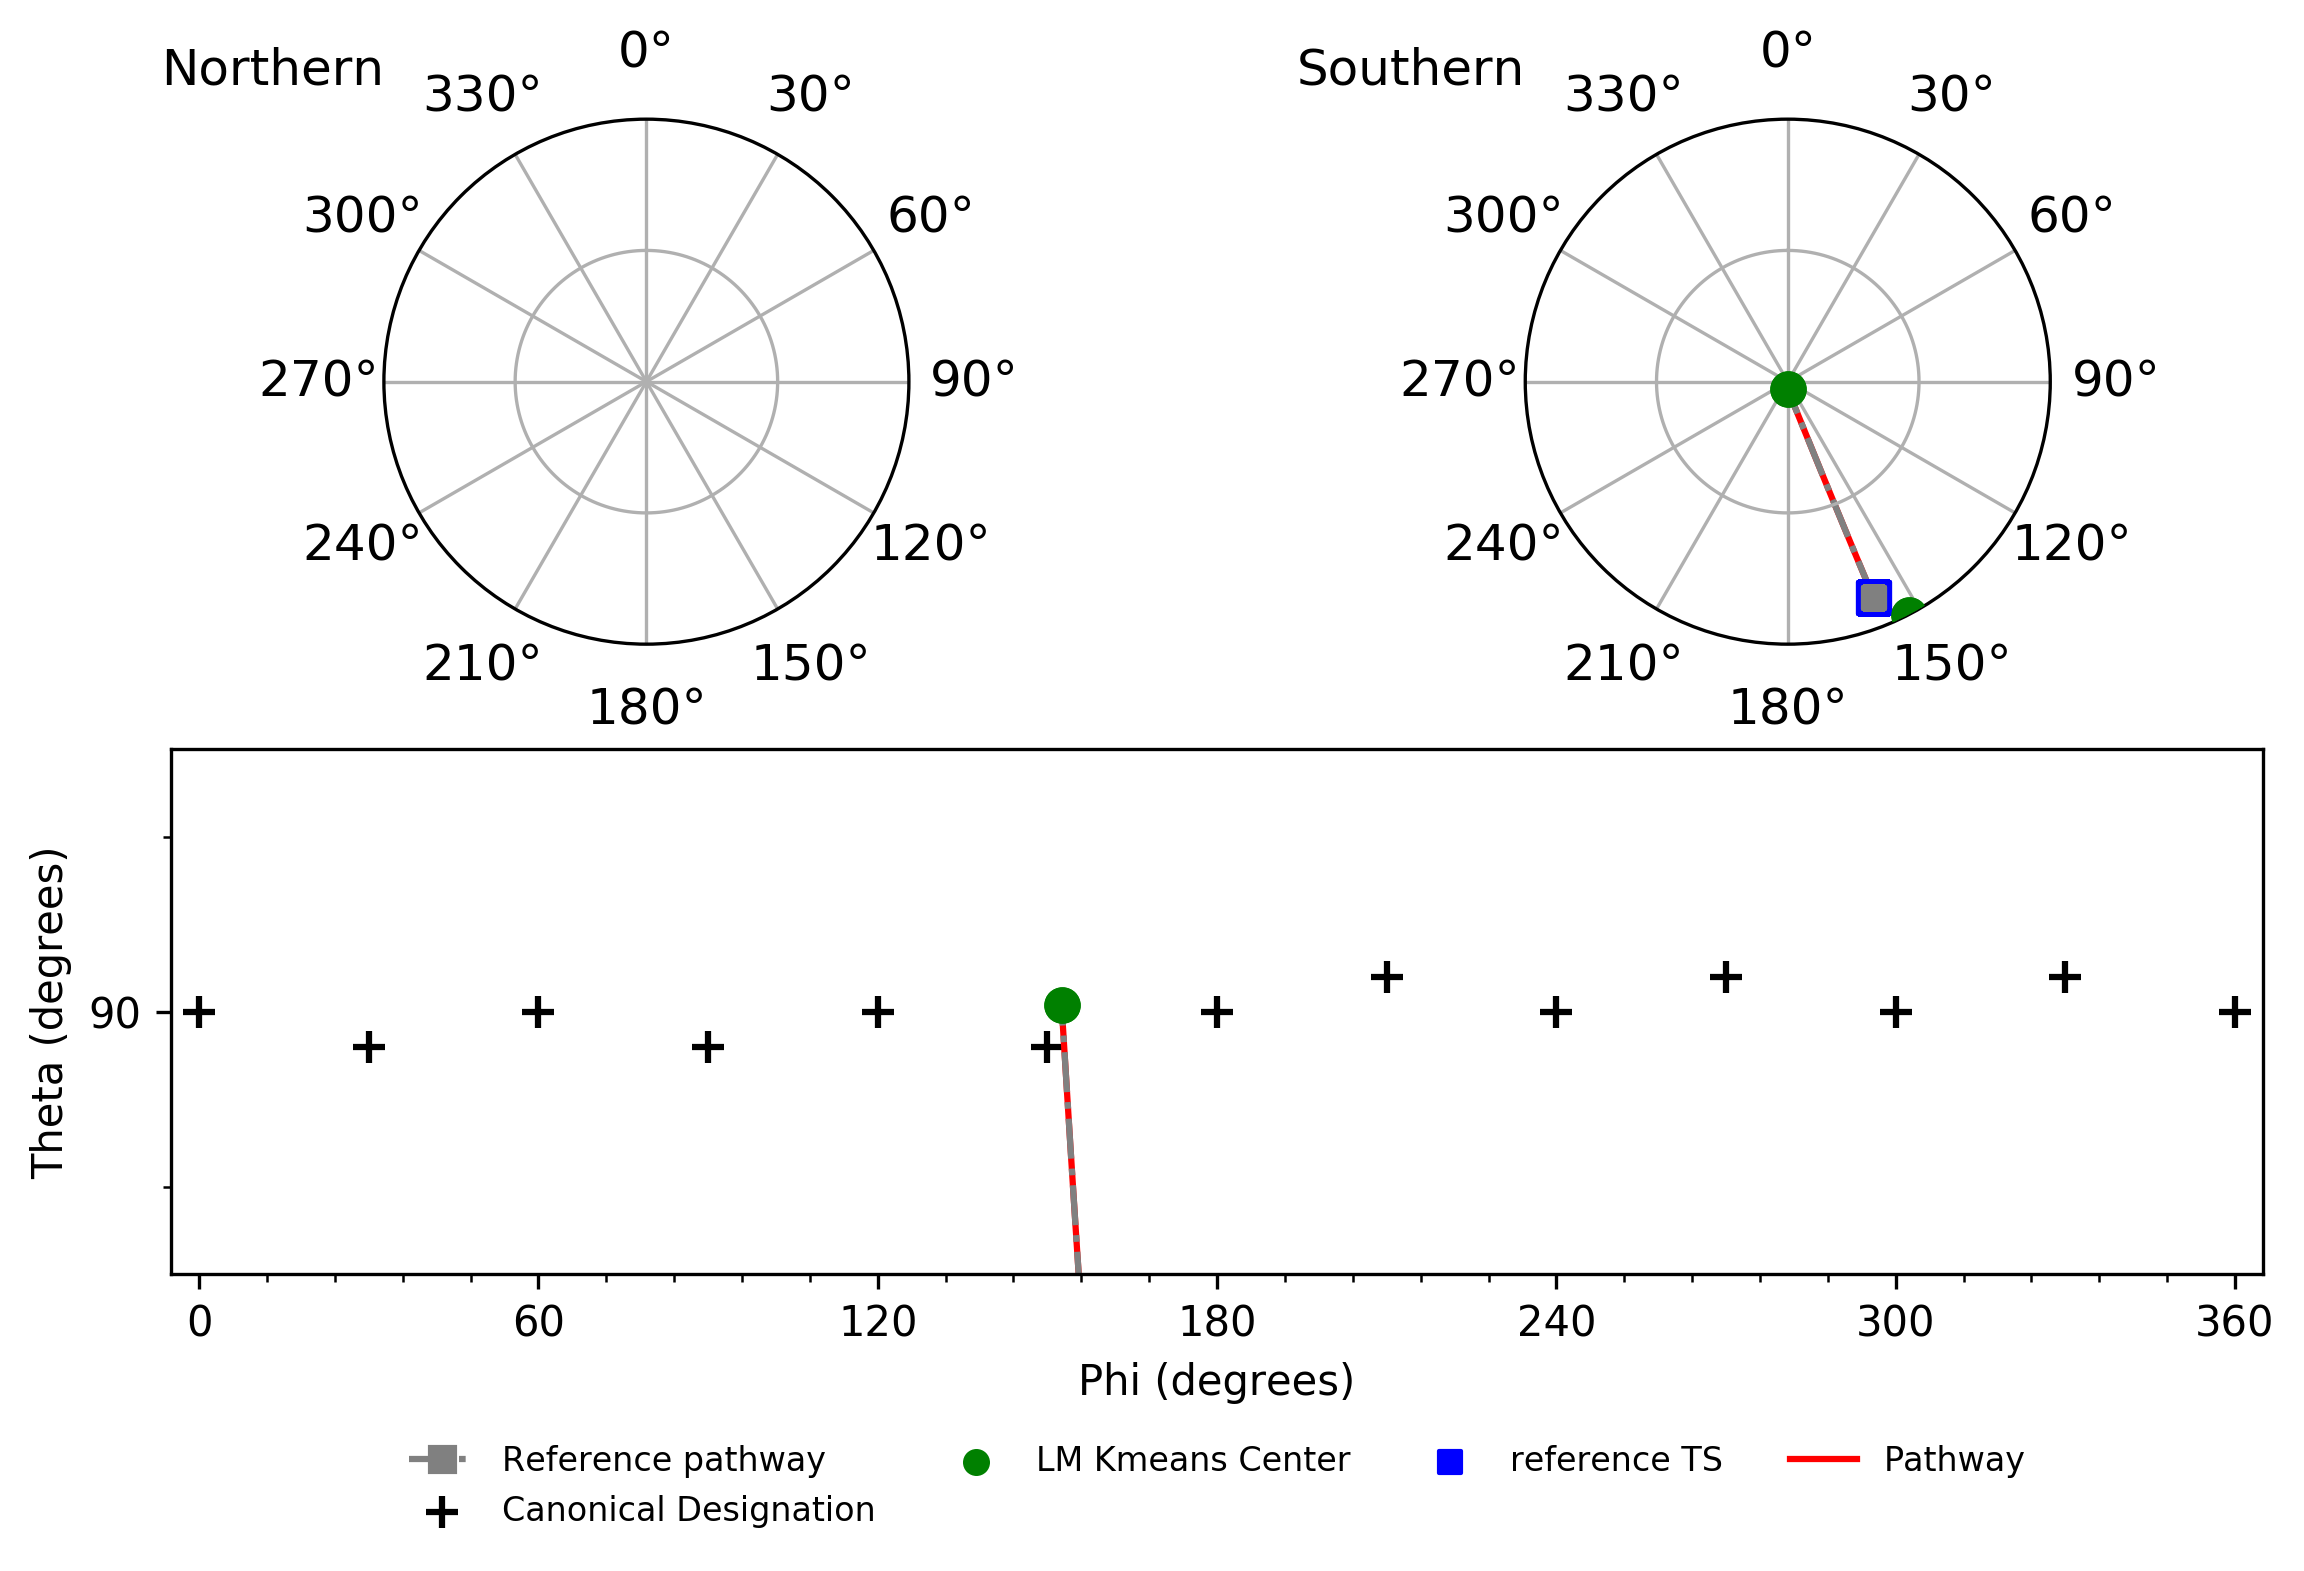 Northern
0°
30°
60°
90°
120°
150°
180°
210°
240°
270°
300°
330°
Southern
0°
30°
60°
90°
120°
150°
180°
210°
240°
270°
300°
330°
Theta (degrees)
90
0 60 120 180 240 300 360
Phi (degrees)
Reference pathway
Canonical Designation
LM Kmeans Center
reference TS
Pathway